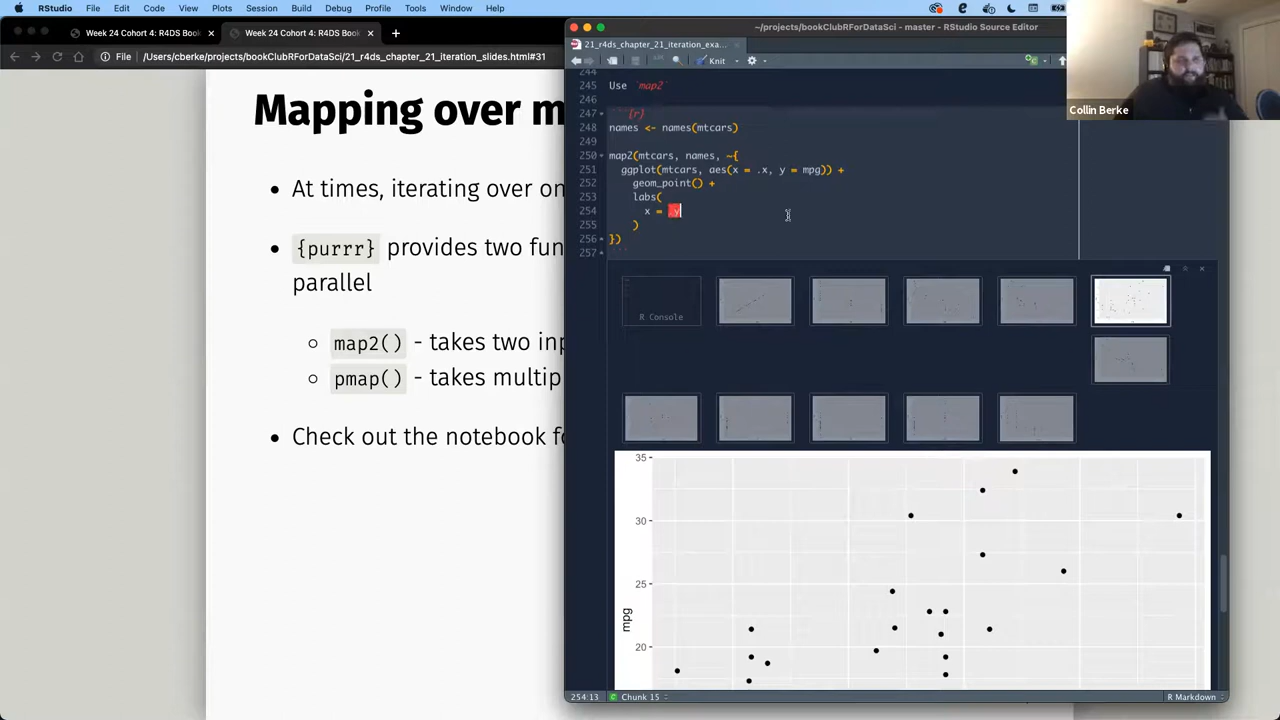 RStudio File Edit Code View Plots Session Build Debug Profile Tools Window Help
Week 24 Cohort 4: R4DS Boo
Week 24 Cohort 4: R4DS Boo
File /Users/cberke/projects/bookClubRForDataSci/21_r4ds_chapter_21_iteration_slides.html#31
Mapping over m
At times, iterating over on
{purrr} provides two fun
parallel
map2() - takes two inp
pmap() - takes multip
Check out the notebook fo
~/projects/bookClubRForDataSci - master - RStudio Source Editor
21_r4ds_chapter_21_iteration_exa...
Knit
Collin Berke
244
245 Use `map2`
246
247 ```{r}
248 names <- names(mtcars)
249
250 map2(mtcars, names, ~{
251 ggplot(mtcars, aes(x = .x, y = mpg)) +
252 geom_point() +
253 labs(
254 x = .y
255 )
256 })
257 ```
R Console
35
30
25
20
mpg
254:13 Chunk 15 R Markdown